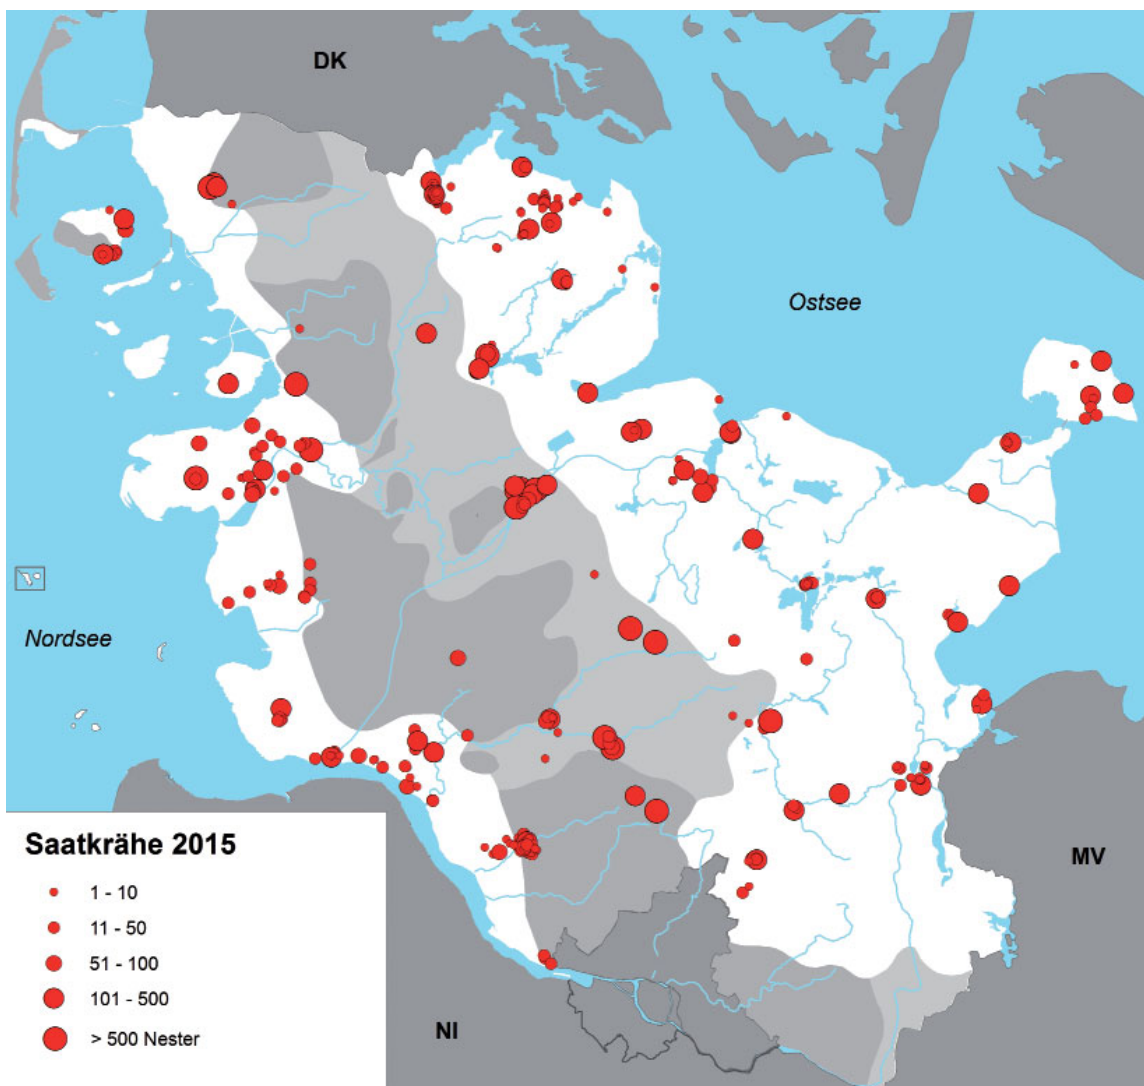 DK
Ostsee
Nordsee
Saatkrähe 2015
1 - 10
11 - 50
51 - 100
101 - 500
> 500 Nester
NI
MV